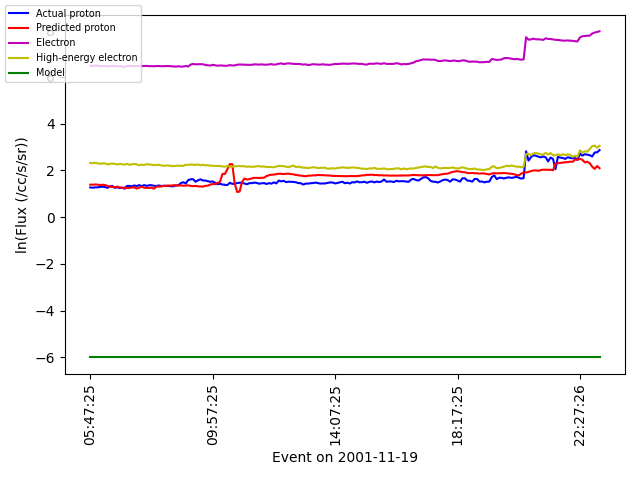 Actual proton
Predicted proton
Electron
High-energy electron
Model
8
6
4
2
0
−2
−4
−6
ln(Flux (/cc/s/sr))
05:47:25
09:57:25
14:07:25
18:17:25
22:27:26
Event on 2001-11-19